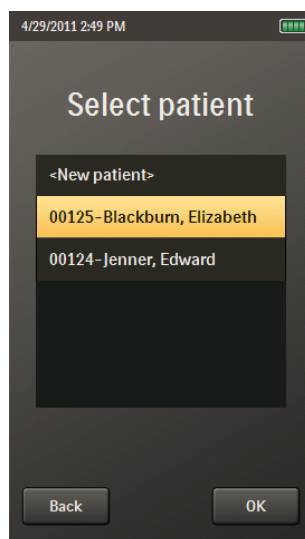 4/29/2011 2:49 PM
Select patient
<New patient>
00125-Blackburn, Elizabeth
00124-Jenner, Edward
Back OK